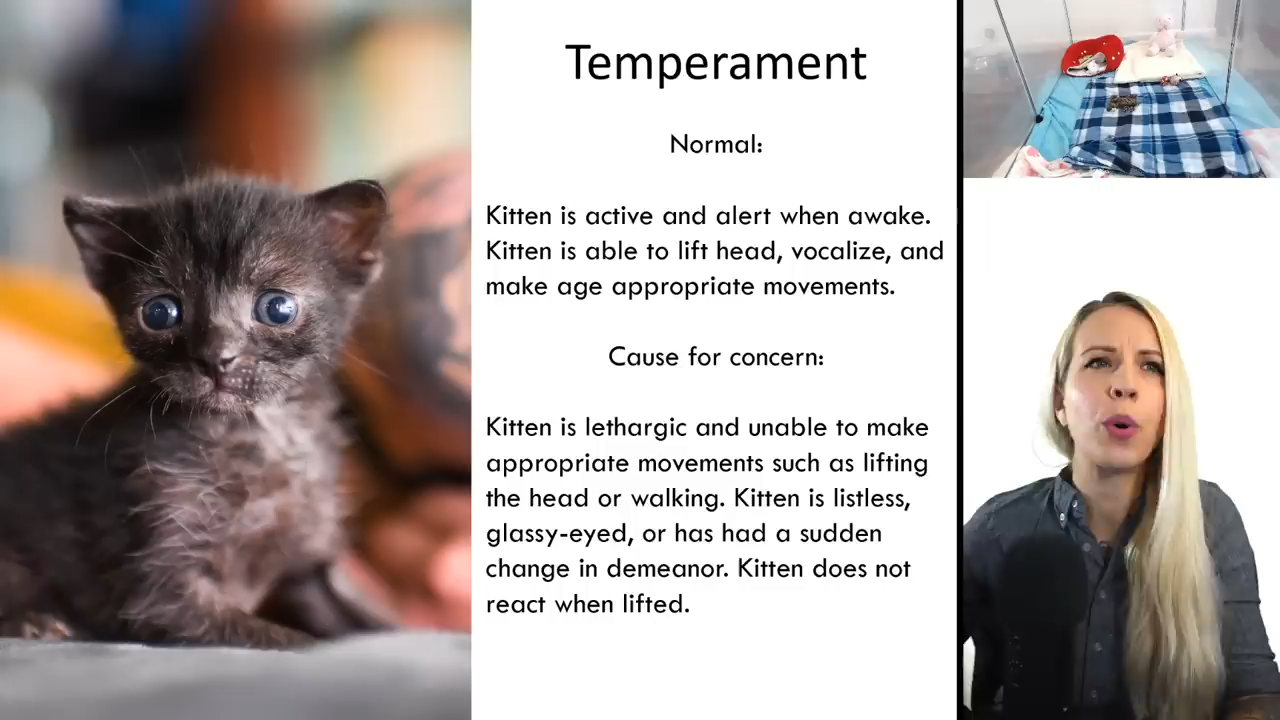 Temperament
Normal:
Kitten is active and alert when awake.
Kitten is able to lift head, vocalize, and
make age appropriate movements.
Cause for concern:
Kitten is lethargic and unable to make
appropriate movements such as lifting
the head or walking. Kitten is listless,
glassy-eyed, or has had a sudden
change in demeanor. Kitten does not
react when lifted.